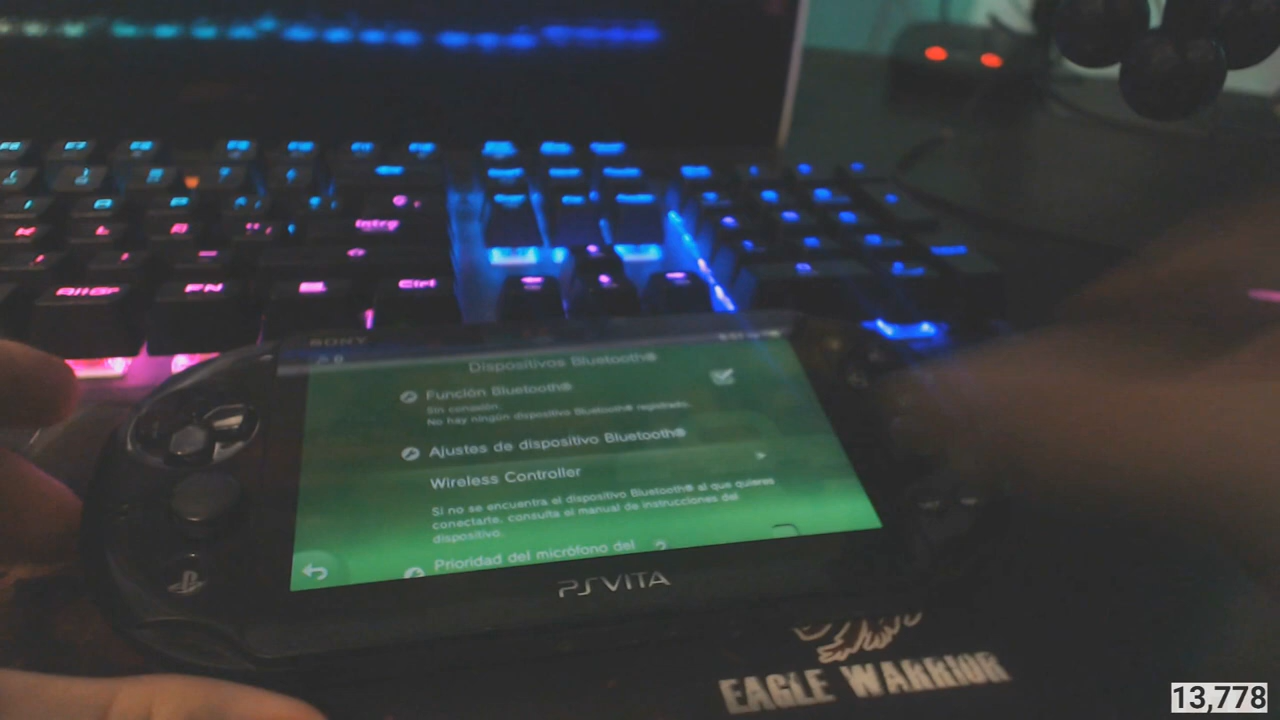 Intro
AltGr
FN
Ctrl
SONY
Dispositivos Bluetooth®
Función Bluetooth®
Sin conexión.
No hay ningún dispositivo Bluetooth® registrado.
Ajustes de dispositivo Bluetooth®
Wireless Controller
Si no se encuentra el dispositivo Bluetooth® al que quieres
conectarte, consulta el manual de instrucciones del
dispositivo.
Prioridad del micrófono del
PSVITA
EAGLE WARRIOR
13,778